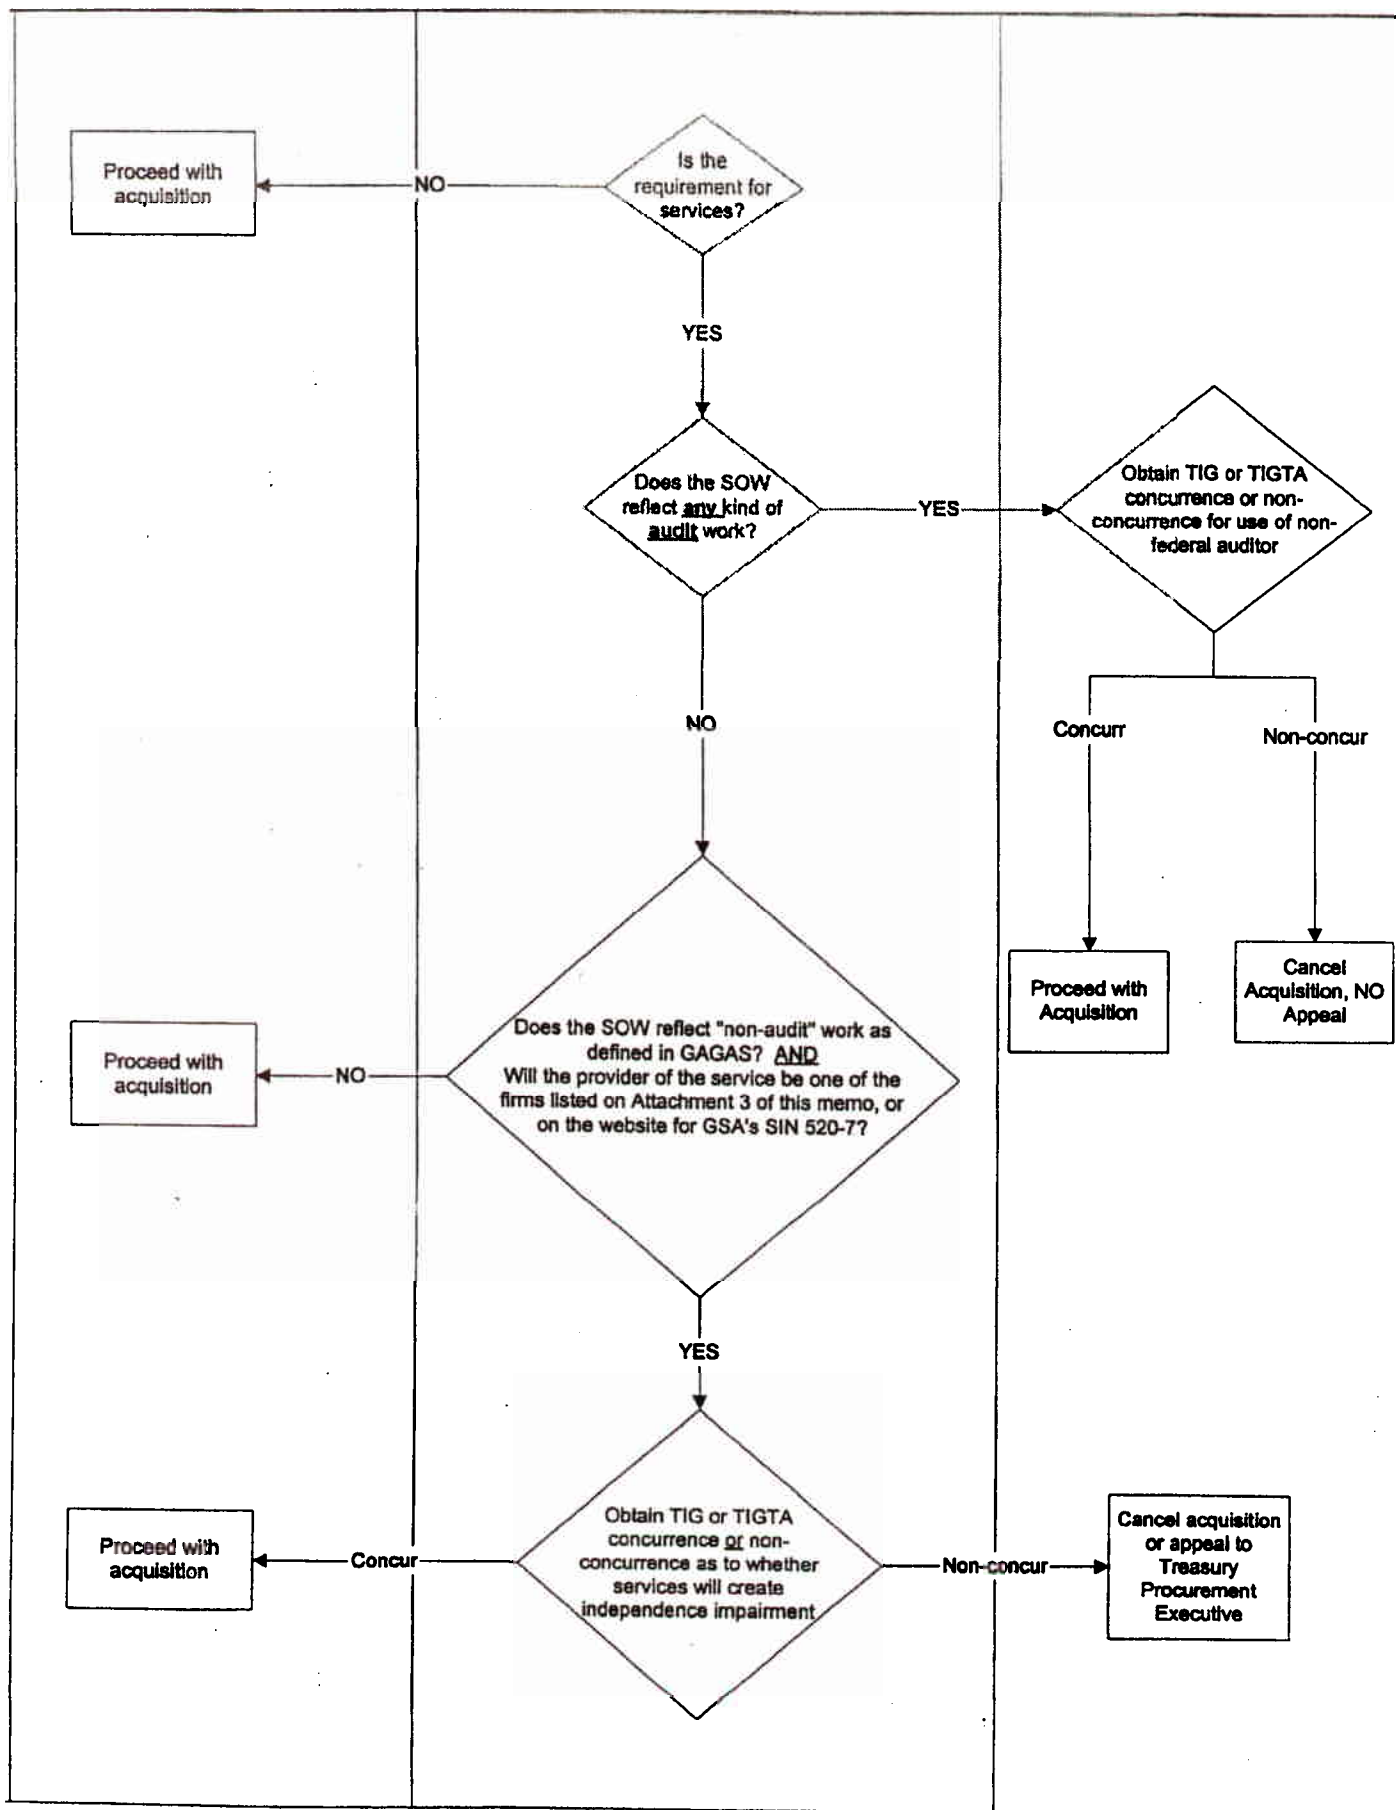 Proceed with
acquisition
NO
Is the
requirement for
services?
YES
Does the SOW
reflect any kind of
audit work?
YES
Obtain TIG or TIGTA
concurrence or non-
concurrence for use of non-
federal auditor
NO
Concurr
Non-concur
Proceed with
Acquisition
Cancel
Acquisition, NO
Appeal
Does the SOW reflect "non-audit" work as
defined in GAGAS? AND
Will the provider of the service be one of the
firms listed on Attachment 3 of this memo, or
on the website for GSA's SIN 520-7?
NO
Proceed with
acquisition
YES
Obtain TIG or TIGTA
concurrence or non-
concurrence as to whether
services will create
independence impairment
Concur
Proceed with
acquisition
Non-concur
Cancel acquisition
or appeal to
Treasury
Procurement
Executive